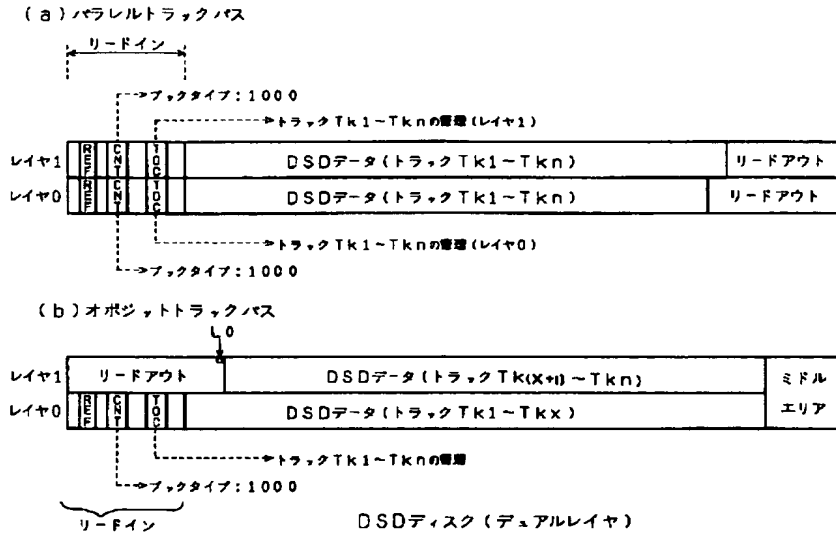 (a)パラレルトラックパス
リードイン
ブックタイプ:1000
トラックTk1~Tknの管理(レイヤ1)
レイヤ1 REF CNT TOC DSDデータ(トラックTk1~Tkn) リードアウト
レイヤ0 REF CNT TOC DSDデータ(トラックTk1~Tkn) リードアウト
トラックTk1~Tknの管理(レイヤ0)
ブックタイプ:1000
(b)オポジットトラックパス
LO
レイヤ1 リードアウト DSDデータ(トラックTk(X+1)~Tkn) ミドル
レイヤ0 REF CNT TOC DSDデータ(トラックTk1~Tkx) エリア
トラックTk1~Tknの管理
ブックタイプ:1000
リードイン
DSDディスク(デュアルレイヤ)